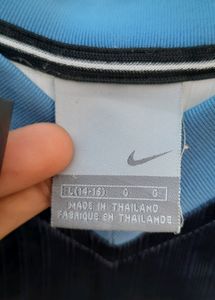 L (14-16) G G
MADE IN THAILAND
FABRIQUE EN THAILANDE